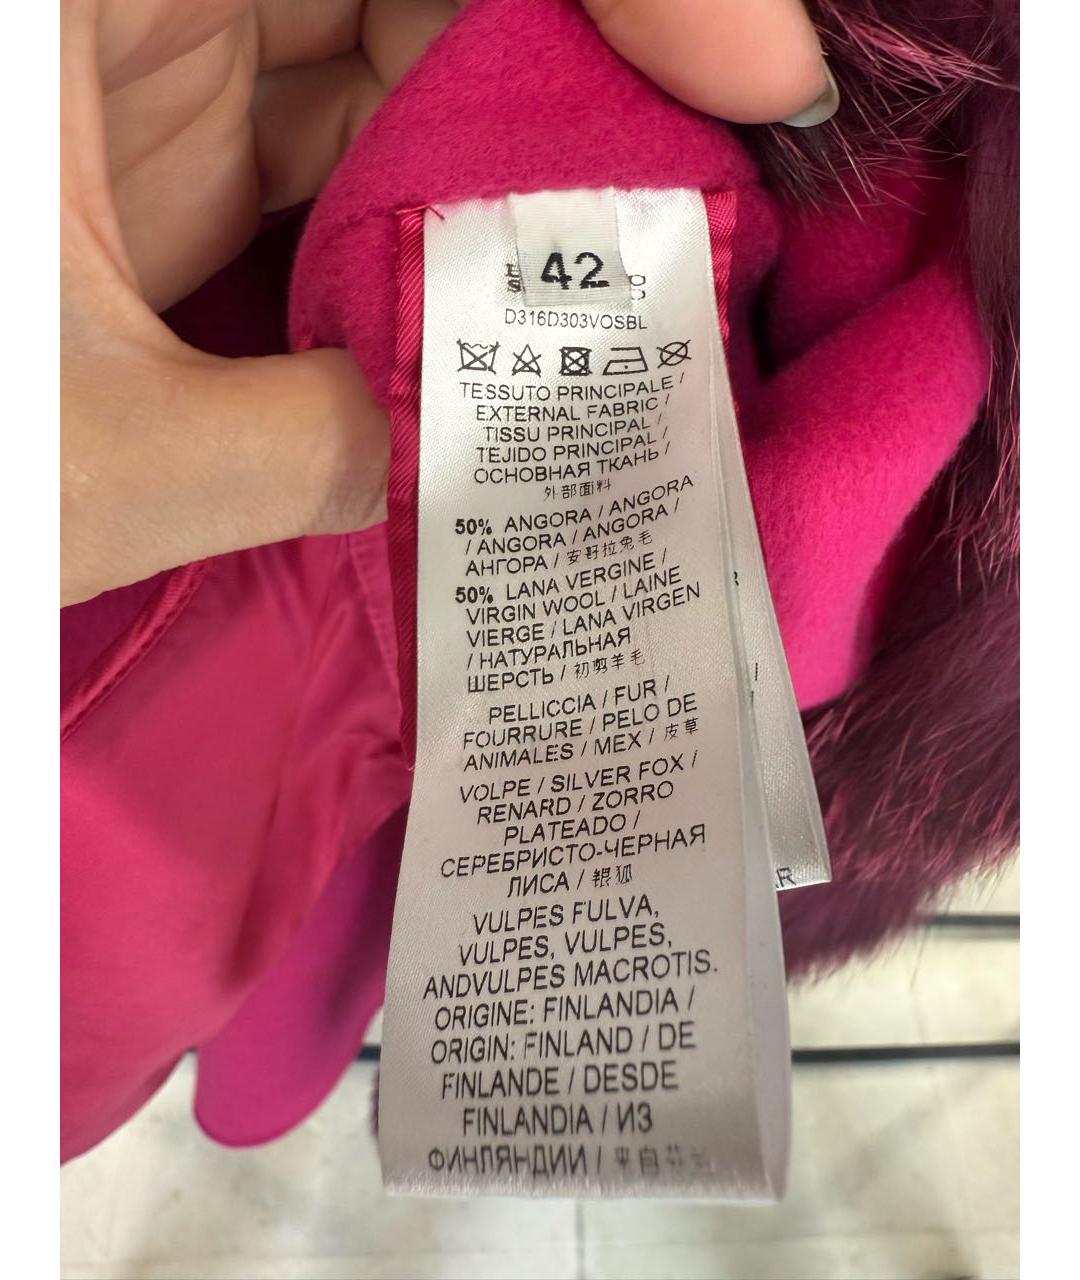 42
D316D303VOSBL
TESSUTO PRINCIPALE /
EXTERNAL FABRIC /
TISSU PRINCIPAL /
TEJIDO PRINCIPAL /
ОСНОВНАЯ ТКАНЬ /
外部面料
50% ANGORA / ANGORA
/ ANGORA / ANGORA /
АНГОРА / 安哥拉兔毛
50% LANA VERGINE /
VIRGIN WOOL / LAINE
VIERGE / LANA VIRGEN
/ НАТУРАЛЬНАЯ
ШЕРСТЬ / 初剪羊毛
PELLICCIA / FUR /
FOURRURE / PELO DE
ANIMALES / МЕХ / 皮草
VOLPE / SILVER FOX /
RENARD / ZORRO
PLATEADO /
СЕРЕБРИСТО-ЧЕРНАЯ
ЛИСА / 银狐
VULPES FULVA,
VULPES, VULPES,
ANDVULPES MACROTIS.
ORIGINE: FINLANDIA /
ORIGIN: FINLAND / DE
FINLANDE / DESDE
FINLANDIA / ИЗ
ФИНЛЯНДИИ / 来自芬兰